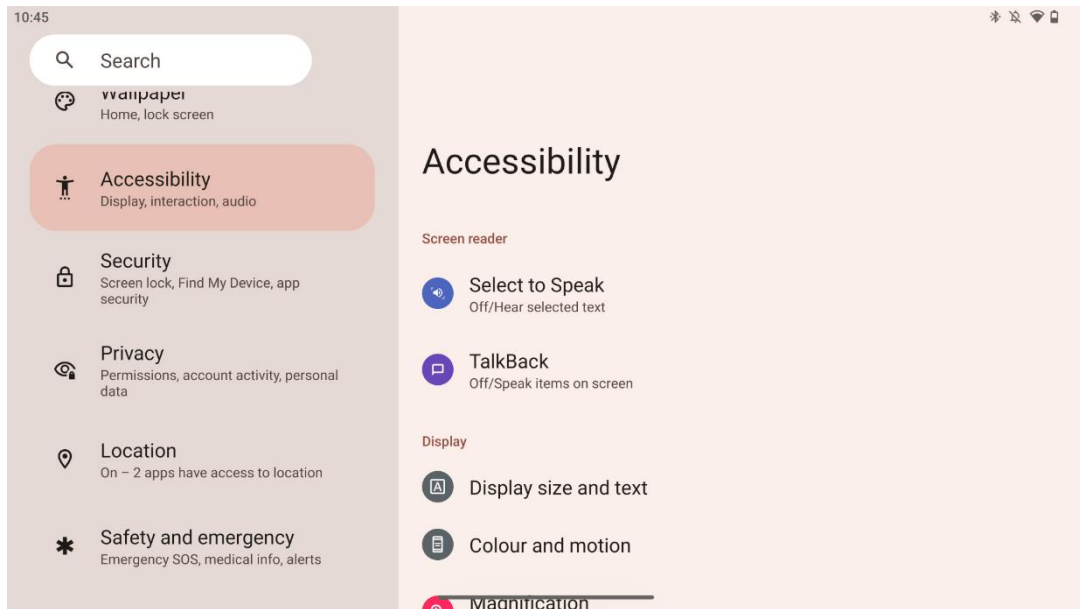 10:45
Search
Wallpaper
Home, lock screen
Accessibility
Display, interaction, audio
Security
Screen lock, Find My Device, app
security
Privacy
Permissions, account activity, personal
data
Location
On – 2 apps have access to location
Safety and emergency
Emergency SOS, medical info, alerts
Accessibility
Screen reader
Select to Speak
Off/Hear selected text
TalkBack
Off/Speak items on screen
Display
A
Display size and text
Colour and motion
Magnification